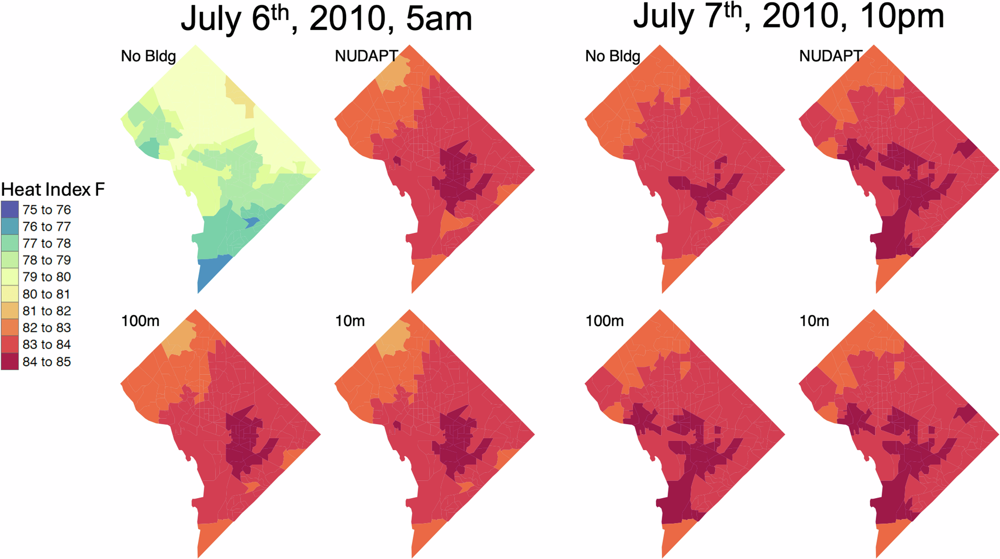 July 6th, 2010, 5am
July 7th, 2010, 10pm
No Bldg
NUDAPT
No Bldg
NUDAPT
Heat Index F
75 to 76
76 to 77
77 to 78
78 to 79
79 to 80
80 to 81
81 to 82
82 to 83
83 to 84
84 to 85
100m
10m
100m
10m